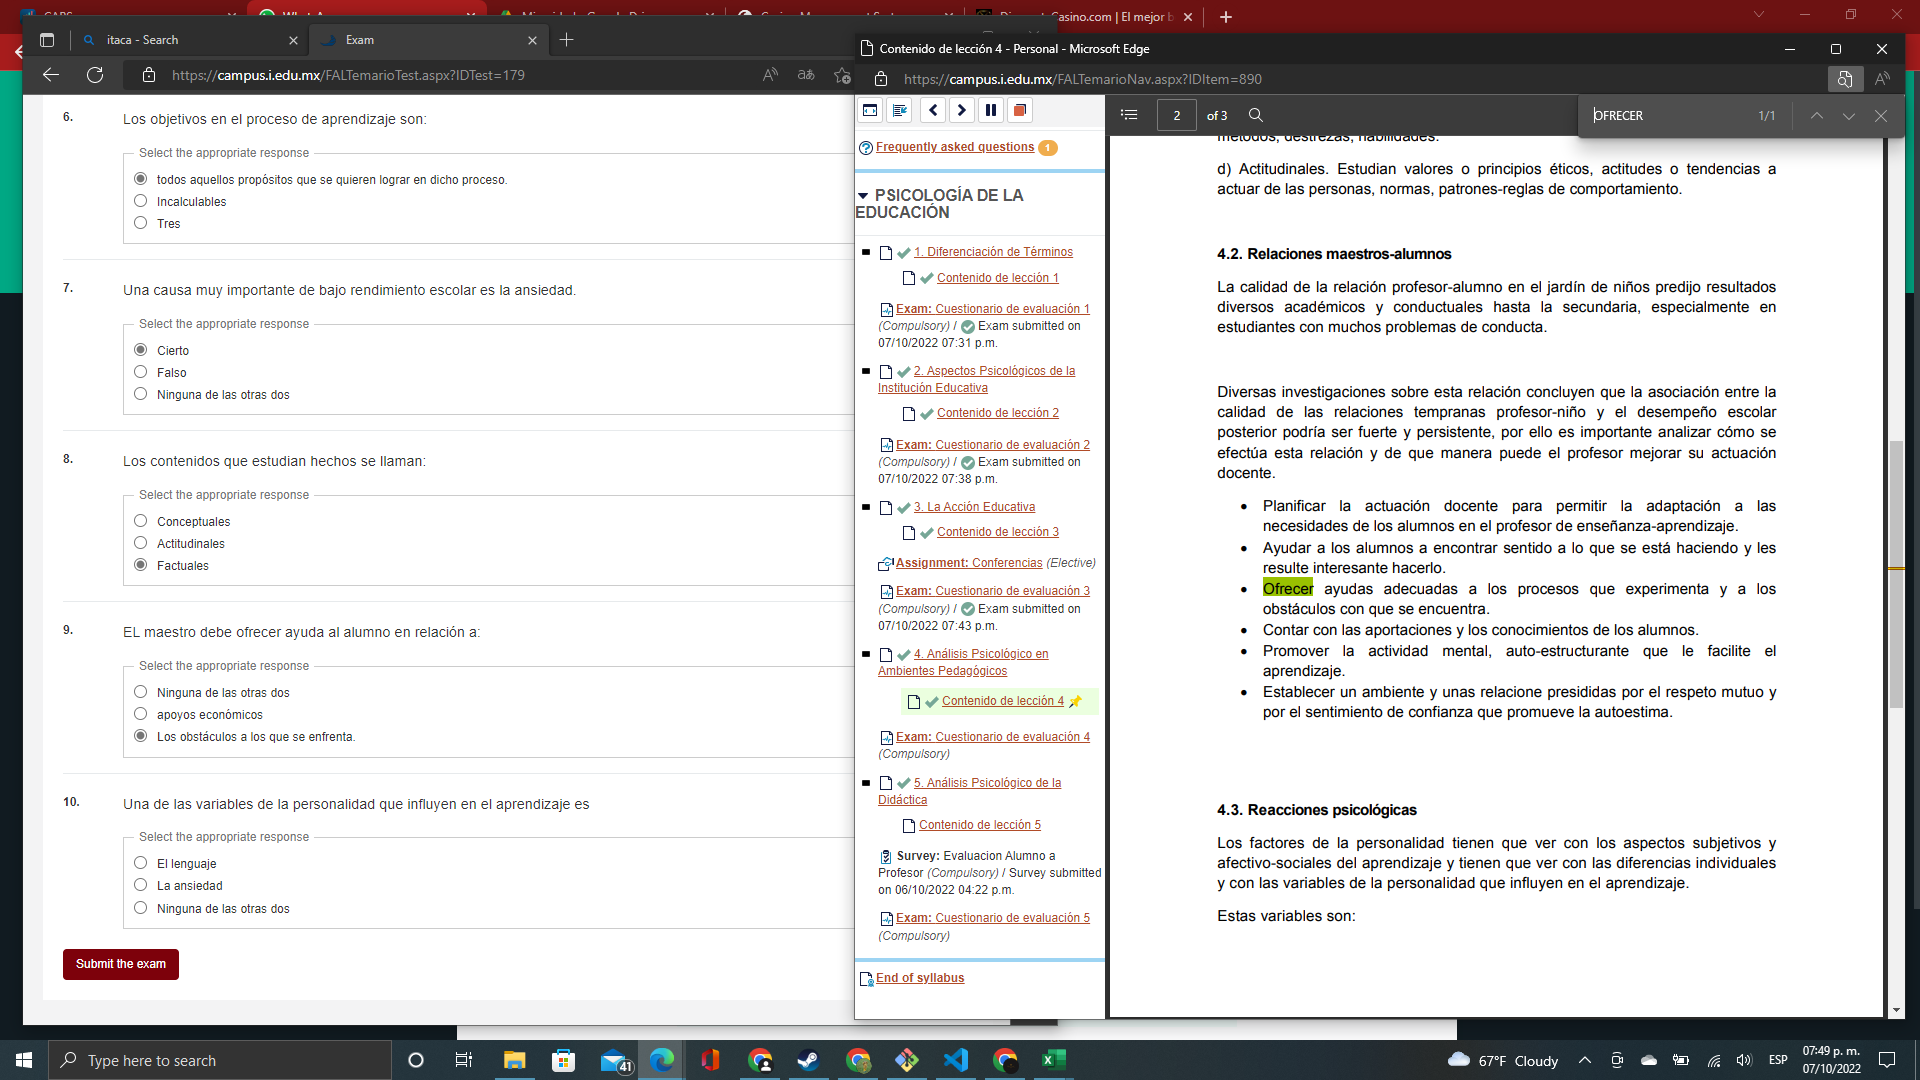 itaca - Search
Exam
Casino.com | El mejor b
https://campus.i.edu.mx/FALTemarioTest.aspx?IDTest=179
6.
Los objetivos en el proceso de aprendizaje son:
Select the appropriate response
todos aquellos propósitos que se quieren lograr en dicho proceso.
Incalculables
Tres
7.
Una causa muy importante de bajo rendimiento escolar es la ansiedad.
Select the appropriate response
Cierto
Falso
Ninguna de las otras dos
8.
Los contenidos que estudian hechos se llaman:
Select the appropriate response
Conceptuales
Actitudinales
Factuales
9.
EL maestro debe ofrecer ayuda al alumno en relación a:
Select the appropriate response
Ninguna de las otras dos
apoyos económicos
Los obstáculos a los que se enfrenta.
10.
Una de las variables de la personalidad que influyen en el aprendizaje es
Select the appropriate response
El lenguaje
La ansiedad
Ninguna de las otras dos
Submit the exam
Contenido de lección 4 - Personal - Microsoft Edge
https://campus.i.edu.mx/FALTemarioNav.aspx?IDItem=890
Frequently asked questions 1
PSICOLOGÍA DE LA
EDUCACIÓN
1. Diferenciación de Términos
Contenido de lección 1
Exam: Cuestionario de evaluación 1
(Compulsory) / Exam submitted on
07/10/2022 07:31 p.m.
2. Aspectos Psicológicos de la
Institución Educativa
Contenido de lección 2
Exam: Cuestionario de evaluación 2
(Compulsory) / Exam submitted on
07/10/2022 07:38 p.m.
3. La Acción Educativa
Contenido de lección 3
Assignment: Conferencias (Elective)
Exam: Cuestionario de evaluación 3
(Compulsory) / Exam submitted on
07/10/2022 07:43 p.m.
4. Análisis Psicológico en
Ambientes Pedagógicos
Contenido de lección 4
Exam: Cuestionario de evaluación 4
(Compulsory)
5. Análisis Psicológico de la
Didáctica
Contenido de lección 5
Survey: Evaluacion Alumno a
Profesor (Compulsory) / Survey submitted
on 06/10/2022 04:22 p.m.
Exam: Cuestionario de evaluación 5
(Compulsory)
End of syllabus
2 of 3
OFRECER 1/1
métodos, destrezas, habilidades.
d) Actitudinales. Estudian valores o principios éticos, actitudes o tendencias a
actuar de las personas, normas, patrones-reglas de comportamiento.
4.2. Relaciones maestros-alumnos
La calidad de la relación profesor-alumno en el jardín de niños predijo resultados
diversos académicos y conductuales hasta la secundaria, especialmente en
estudiantes con muchos problemas de conducta.
Diversas investigaciones sobre esta relación concluyen que la asociación entre la
calidad de las relaciones tempranas profesor-niño y el desempeño escolar
posterior podría ser fuerte y persistente, por ello es importante analizar cómo se
efectúa esta relación y de que manera puede el profesor mejorar su actuación
docente.
• Planificar la actuación docente para permitir la adaptación a las
necesidades de los alumnos en el profesor de enseñanza-aprendizaje.
• Ayudar a los alumnos a encontrar sentido a lo que se está haciendo y les
resulte interesante hacerlo.
• Ofrecer ayudas adecuadas a los procesos que experimenta y a los
obstáculos con que se encuentra.
• Contar con las aportaciones y los conocimientos de los alumnos.
• Promover la actividad mental, auto-estructurante que le facilite el
aprendizaje.
• Establecer un ambiente y unas relacione presididas por el respeto mutuo y
por el sentimiento de confianza que promueve la autoestima.
4.3. Reacciones psicológicas
Los factores de la personalidad tienen que ver con los aspectos subjetivos y
afectivo-sociales del aprendizaje y tienen que ver con las diferencias individuales
y con las variables de la personalidad que influyen en el aprendizaje.
Estas variables son:
Type here to search
41
67°F Cloudy
ESP
07:49 p. m.
07/10/2022